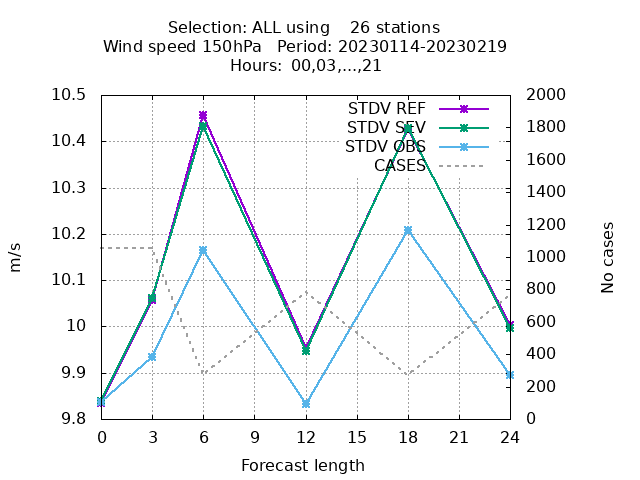 Selection: ALL using    26 stations
Wind speed 150hPa   Period: 20230114-20230219
Hours: 00,03,...,21
10.5
10.4
10.3
10.2
10.1
10
9.9
9.8
2000
1800
1600
1400
1200
1000
800
600
400
200
0
m/s
No cases
STDV REF
STDV SFV
STDV OBS
CASES
0 3 6 9 12 15 18 21 24
Forecast length